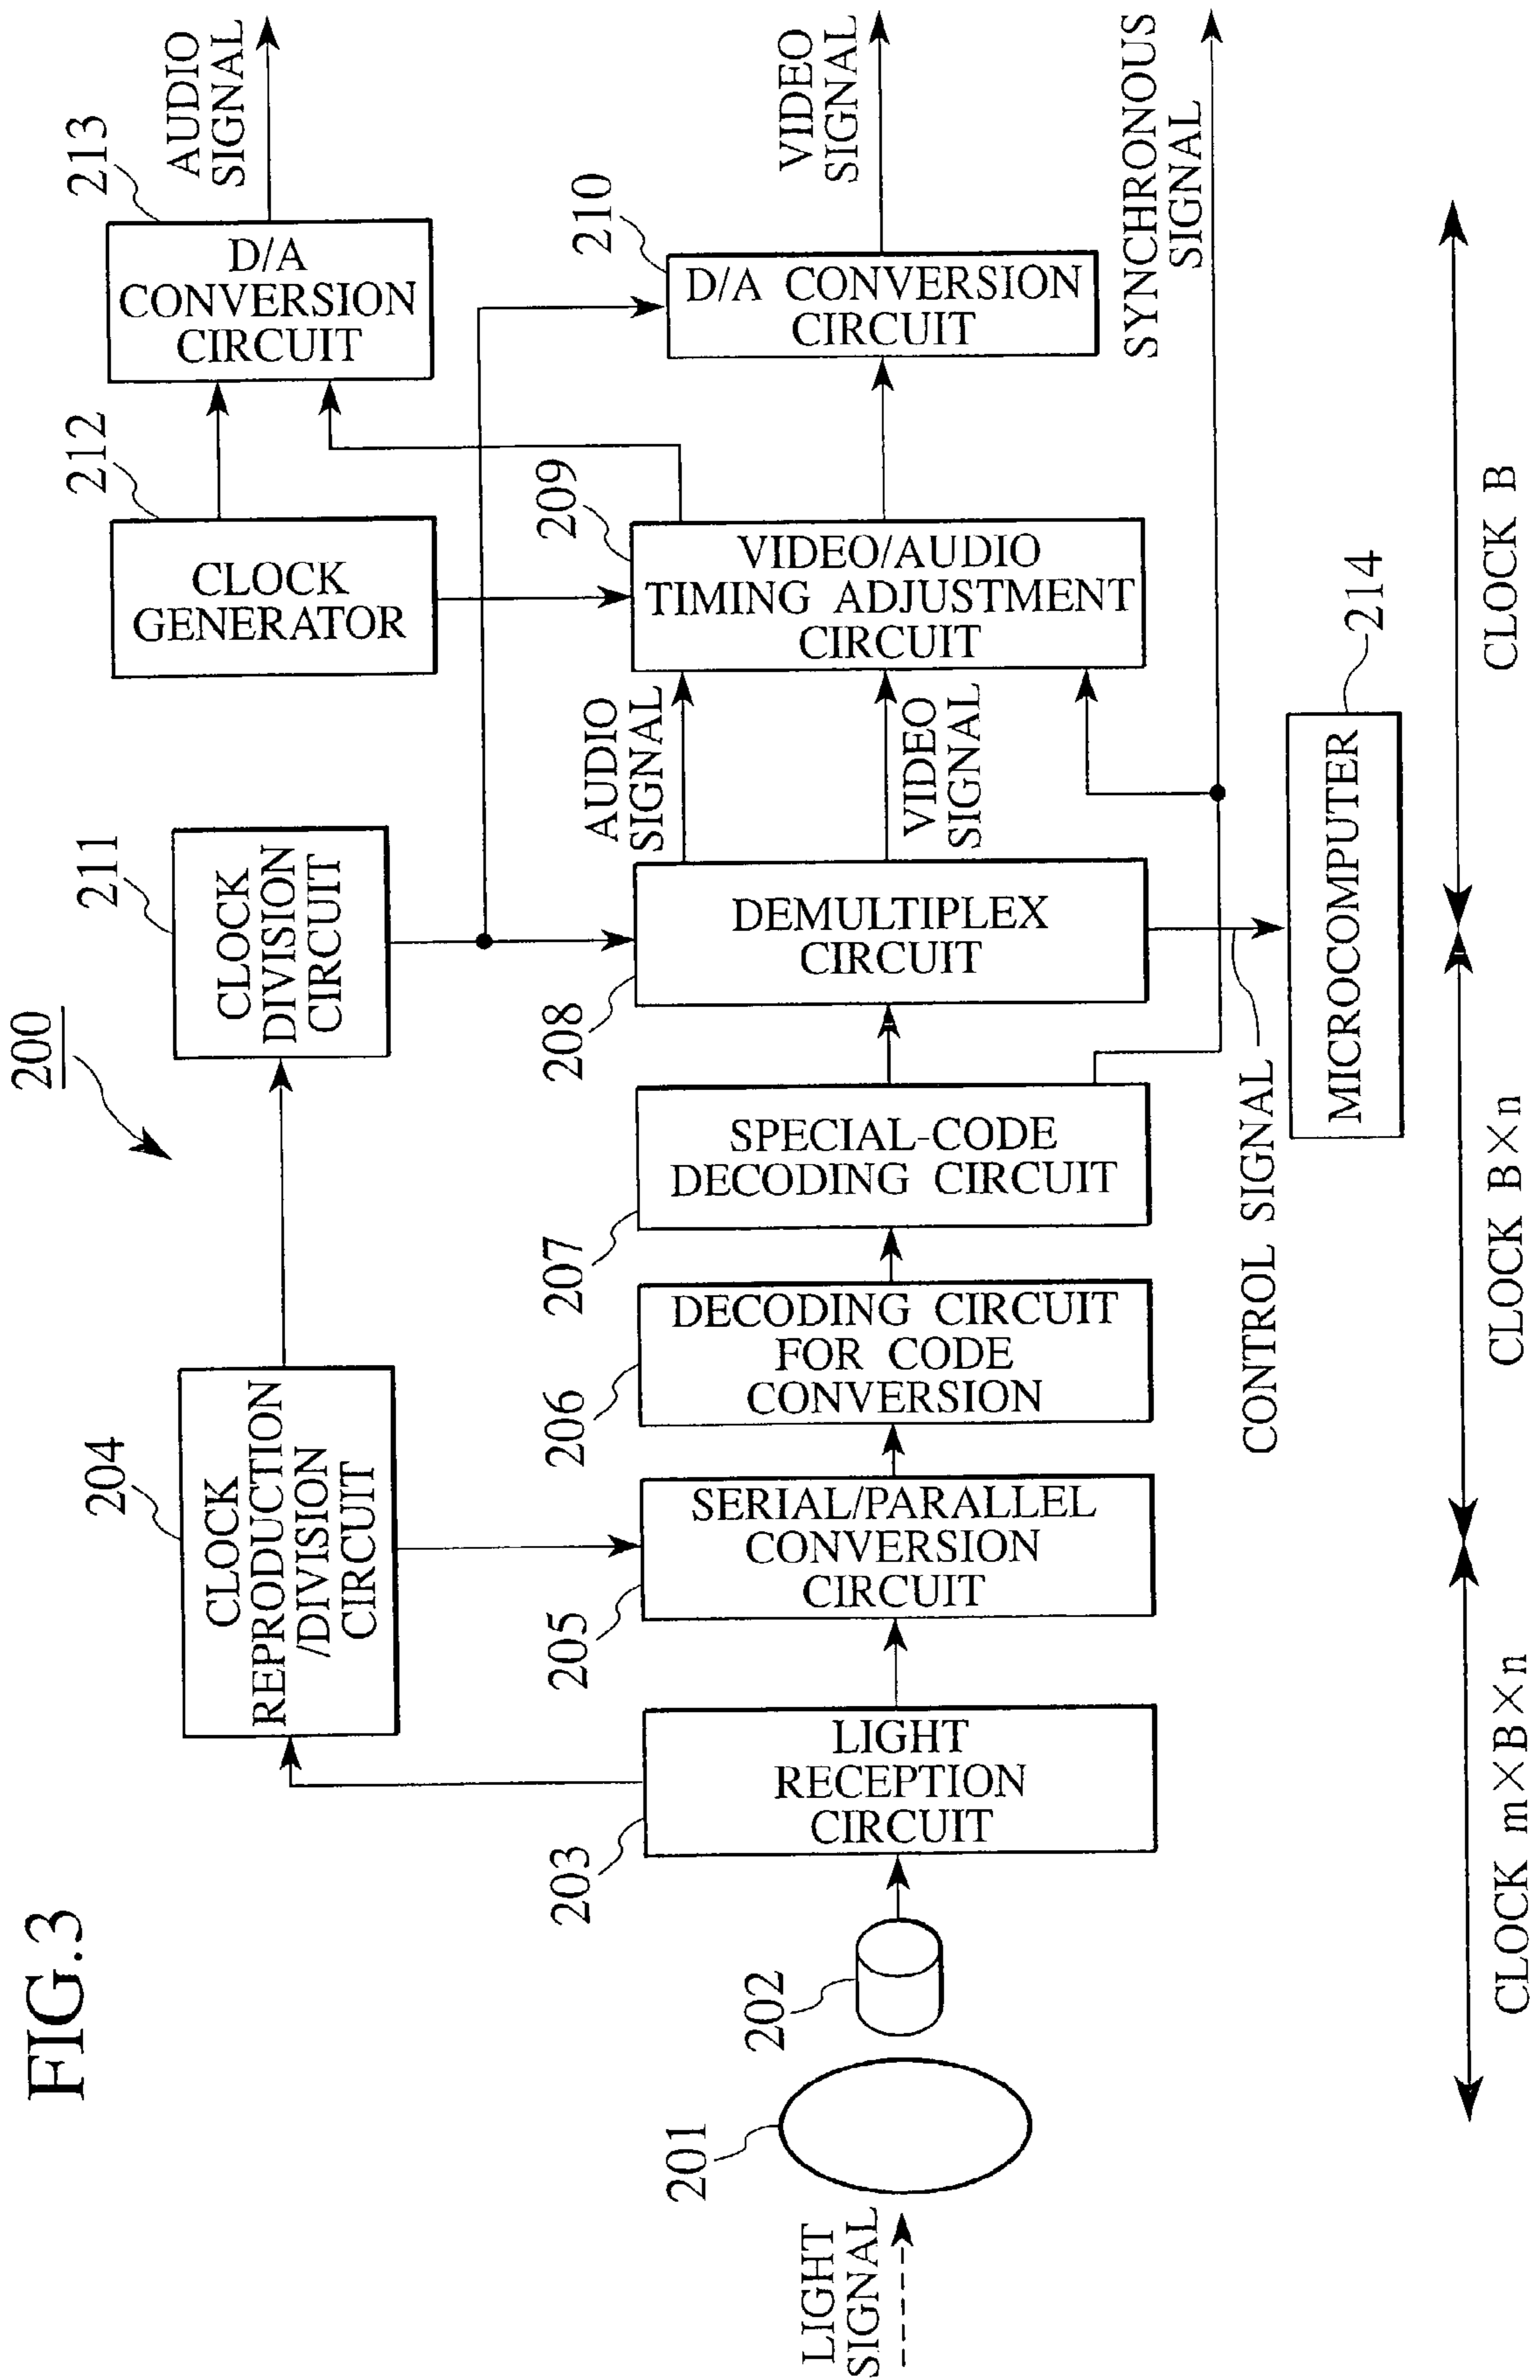 FIG.3
200
LIGHT
SIGNAL
201
202
203
LIGHT
RECEPTION
CIRCUIT
204
CLOCK
REPRODUCTION
/DIVISION
CIRCUIT
205
SERIAL/PARALLEL
CONVERSION
CIRCUIT
206
DECODING CIRCUIT
FOR CODE
CONVERSION
207
SPECIAL-CODE
DECODING CIRCUIT
211
CLOCK
DIVISION
CIRCUIT
208
DEMULTIPLEX
CIRCUIT
CONTROL SIGNAL
MICROCOMPUTER
214
AUDIO
SIGNAL
VIDEO
SIGNAL
212
CLOCK
GENERATOR
209
VIDEO/AUDIO
TIMING ADJUSTMENT
CIRCUIT
213
D/A
CONVERSION
CIRCUIT
AUDIO
SIGNAL
210
D/A CONVERSION
CIRCUIT
VIDEO
SIGNAL
SYNCHRONOUS
SIGNAL
CLOCK m×B×n
CLOCK B×n
CLOCK B